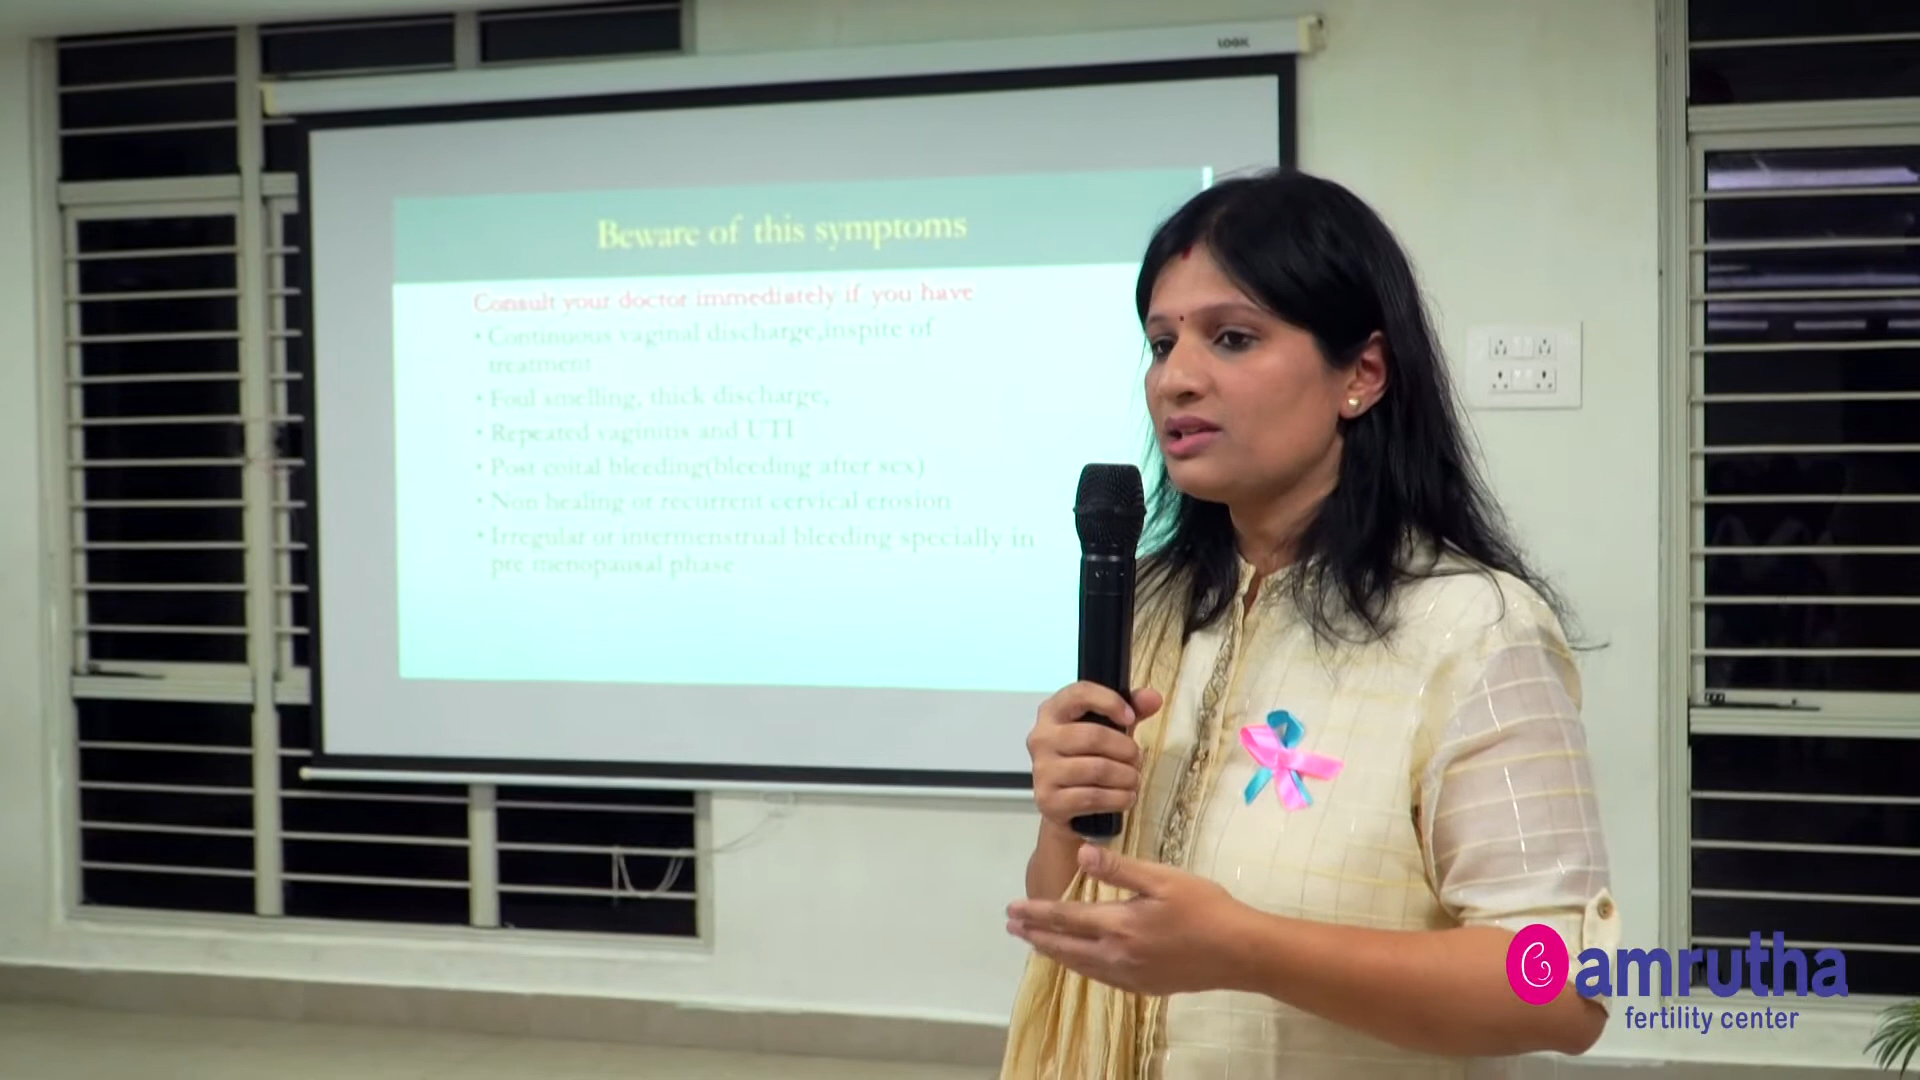 LOGIC
Beware of this symptoms
Consult your doctor immediately if you have
• Continuous vaginal discharge,inspite of
treatment
• Foul smelling, thick discharge,
• Repeated vaginitis and UTI
• Post coital bleeding(bleeding after sex)
• Non healing or recurrent cervical erosion
• Irregular or intermenstrual bleeding specially in
pre menopausal phase
amrutha
fertility center